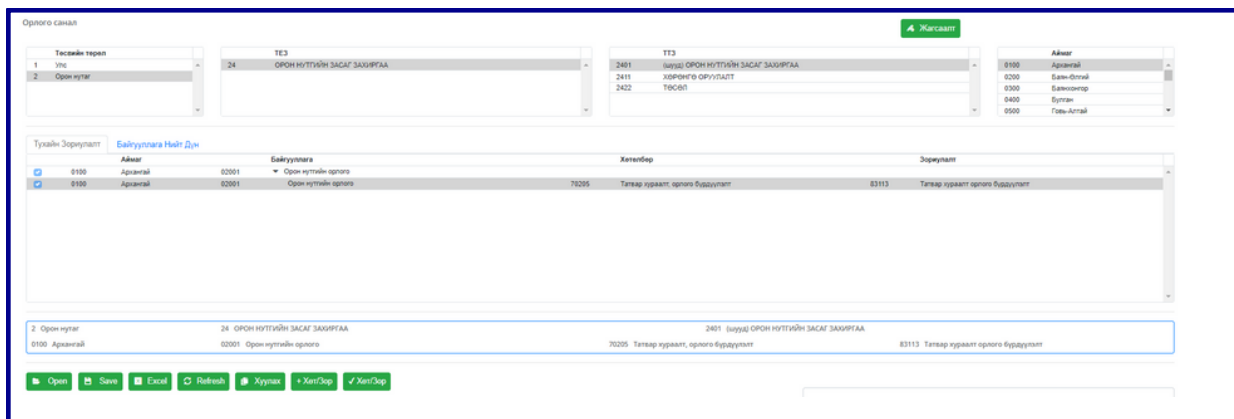 Орлого санал
Жагсаалт
Төсвийн төрөл ТЕЗ ТТЗ Аймаг
1 Улс 24 ОРОН НУТГИЙН ЗАСАГ ЗАХИРГАА 2401 (шууд) ОРОН НУТГИЙН ЗАСАГ ЗАХИРГАА 0100 Архангай
2 Орон нутаг 2411 ХӨРӨНГӨ ОРУУЛАЛТ 0200 Баян-Өлгий
2422 ТӨСӨЛ 0300 Баянхонгор
0400 Булган
0500 Говь-Алтай
Тухайн Зориулалт Байгууллага Нийт Дүн
Аймаг Байгууллага Хөтөлбөр Зориулалт
0100 Архангай 02001 Орон нутгийн орлого
0100 Архангай 02001 Орон нутгийн орлого 70205 Татвар хураалт, орлого бүрдүүлэлт 83113 Татвар хураалт орлого бүрдүүлэлт
2 Орон нутаг 24 ОРОН НУТГИЙН ЗАСАГ ЗАХИРГАА 2401 (шууд) ОРОН НУТГИЙН ЗАСАГ ЗАХИРГАА
0100 Архангай 02001 Орон нутгийн орлого 70205 Татвар хураалт, орлого бүрдүүлэлт 83113 Татвар хураалт орлого бүрдүүлэлт
Open Save Excel Refresh Хуулах +Хөт/Зор ✓Хөт/Зор